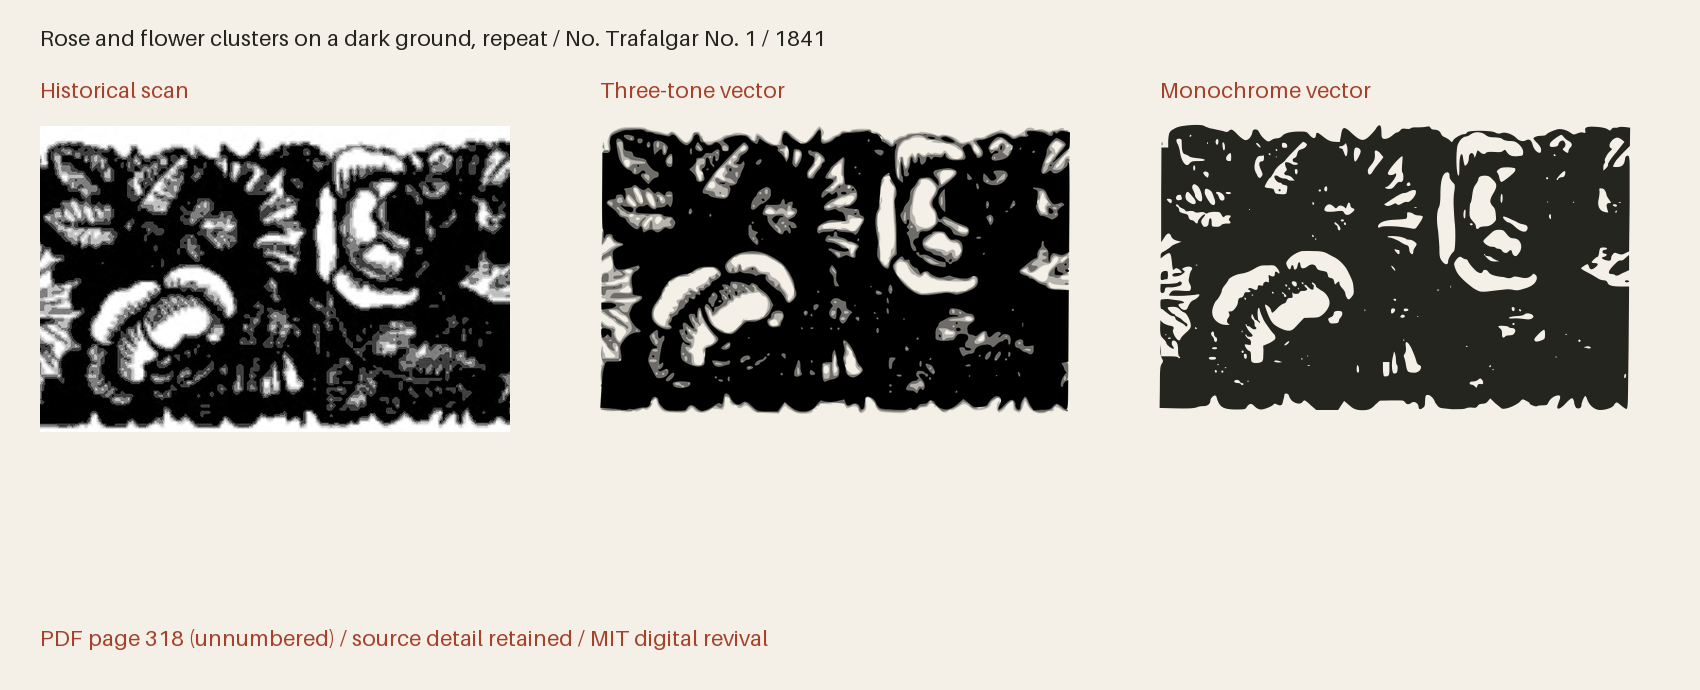 Rose and flower clusters on a dark ground, repeat / No. Trafalgar No. 1 / 1841
Historical scan
Three-tone vector
Monochrome vector
PDF page 318 (unnumbered) / source detail retained / MIT digital revival